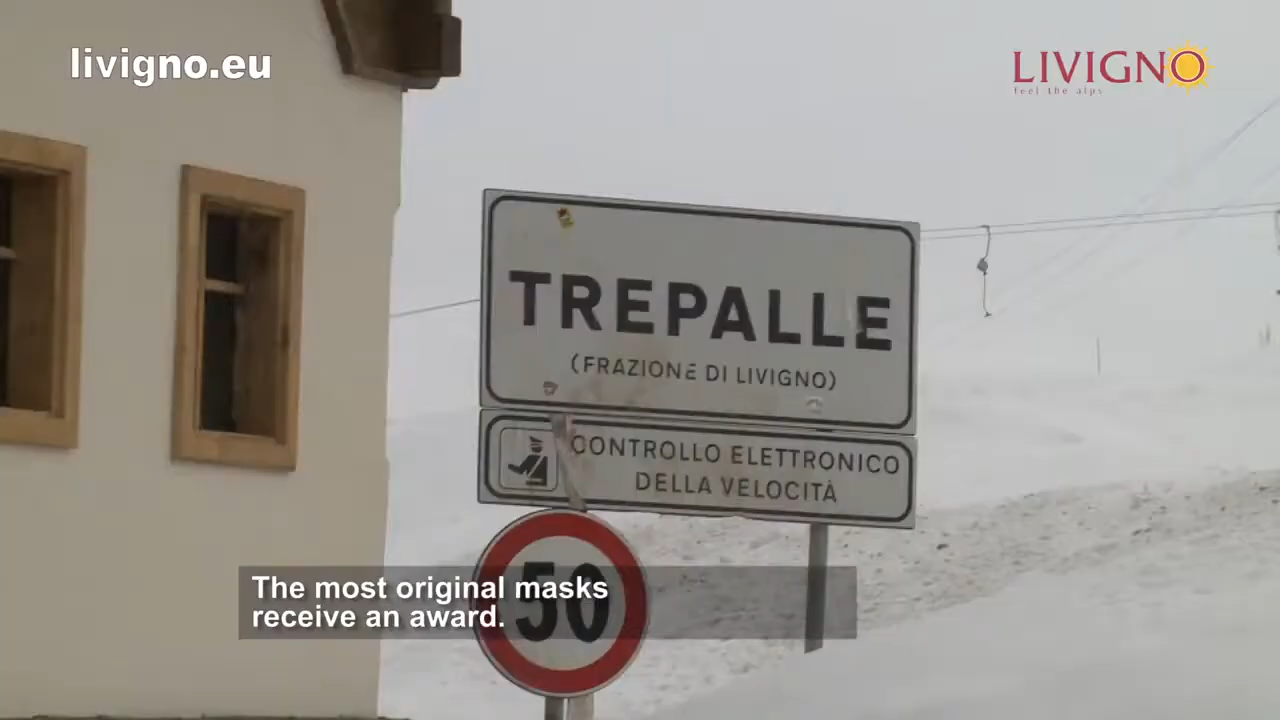 livigno.eu
LIVIGNO
feel the alps
TREPALLE
(FRAZIONE DI LIVIGNO)
CONTROLLO ELETTRONICO
DELLA VELOCITÀ
50
The most original masks
receive an award.